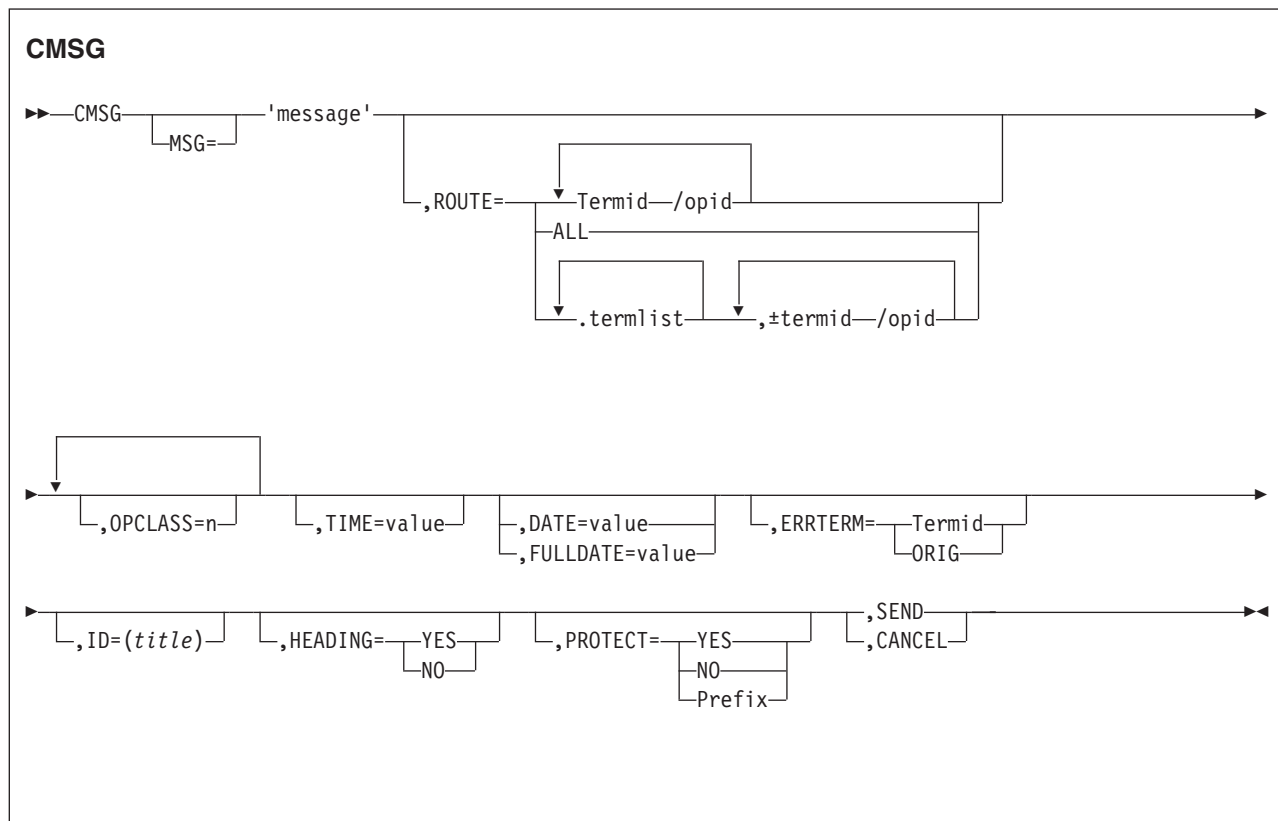 CMSG
CMSG MSG= 'message' ,ROUTE= Termid /opid
ALL
.termlist ,±termid /opid
,OPCLASS=n ,TIME=value ,DATE=value ,ERRTERM= Termid
,FULLDATE=value ORIG
,ID=(title) ,HEADING= YES ,PROTECT= YES ,SEND
NO NO ,CANCEL
Prefix